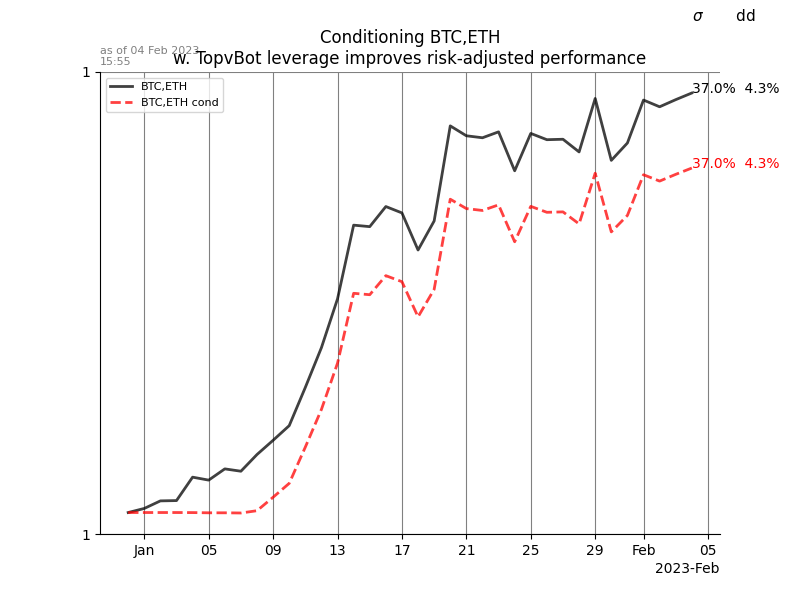 σ dd
Conditioning BTC,ETH
as of 04 Feb 2023
15:55
w. TopvBot leverage improves risk-adjusted performance
1
BTC,ETH
BTC,ETH cond
37.0% 4.3%
37.0% 4.3%
1
Jan 05 09 13 17 21 25 29 Feb 05
2023-Feb